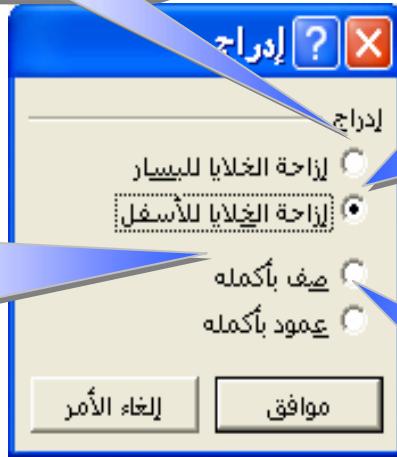 إدراج
إدراج
إزاحة الخلايا لليسار
إزاحة الخلايا للأسفل
صف بأكمله
عمود بأكمله
موافق
إلغاء الأمر